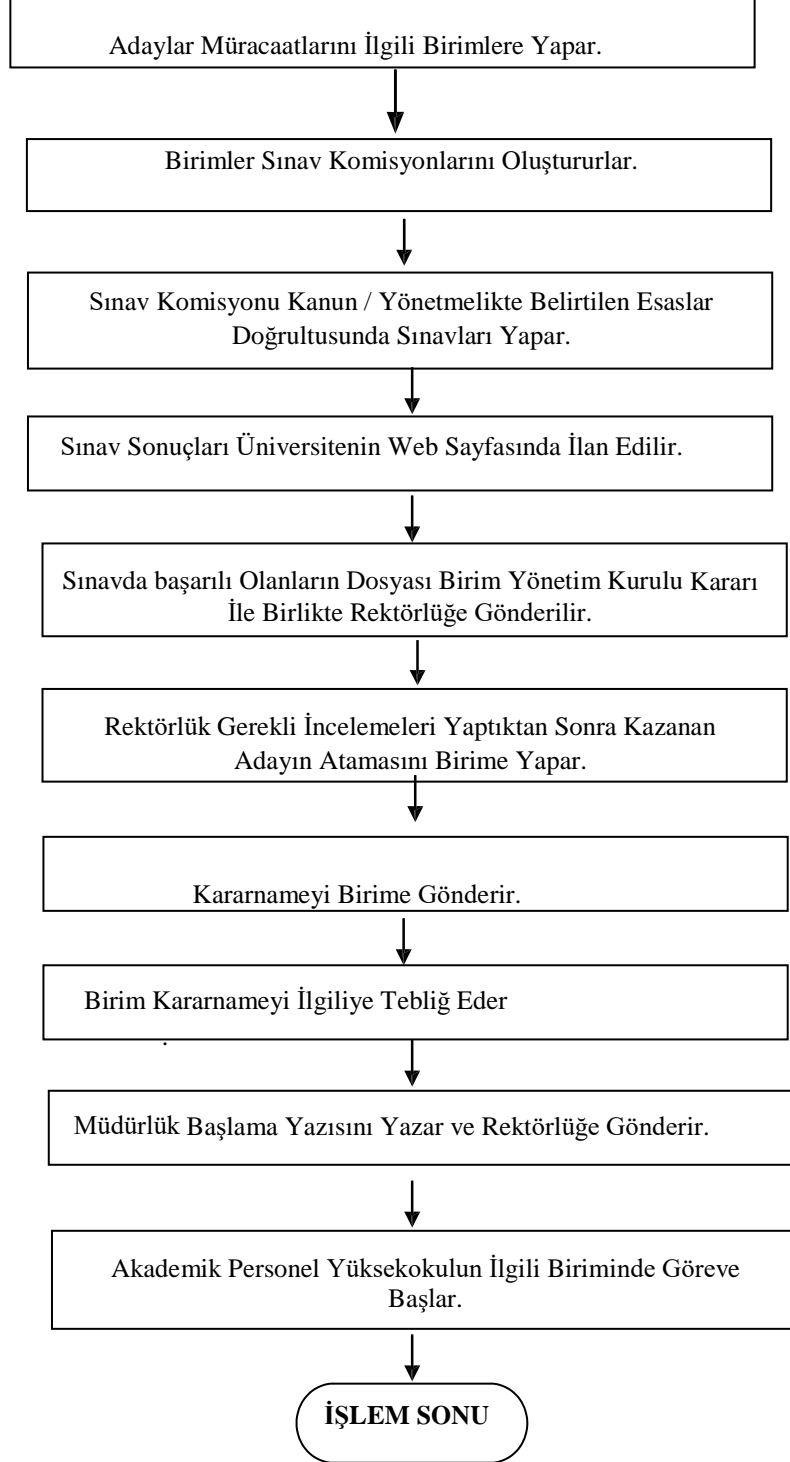 Adaylar Müracaatlarını İlgili Birimlere Yapar.
Birimler Sınav Komisyonlarını Oluştururlar.
Sınav Komisyonu Kanun / Yönetmelikte Belirtilen Esaslar
Doğrultusunda Sınavları Yapar.
Sınav Sonuçları Üniversitenin Web Sayfasında İlan Edilir.
Sınavda başarılı Olanların Dosyası Birim Yönetim Kurulu Kararı
İle Birlikte Rektörlüğe Gönderilir.
Rektörlük Gerekli İncelemeleri Yaptıktan Sonra Kazanan
Adayın Atamasını Birime Yapar.
Kararnameyi Birime Gönderir.
Birim Kararnameyi İlgiliye Tebliğ Eder
.
Müdürlük Başlama Yazısını Yazar ve Rektörlüğe Gönderir.
Akademik Personel Yüksekokulun İlgili Biriminde Göreve
Başlar.
İŞLEM SONU